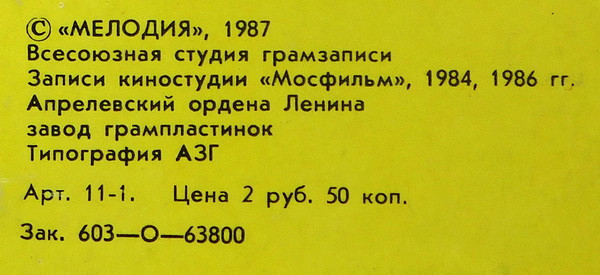 © «МЕЛОДИЯ», 1987
Всесоюзная студия грамзаписи
Записи киностудии «Мосфильм», 1984, 1986 гг.
Апрелевский ордена Ленина
завод грампластинок
Типография АЗГ
Арт. 11-1. Цена 2 руб. 50 коп.
Зак. 603—О—63800